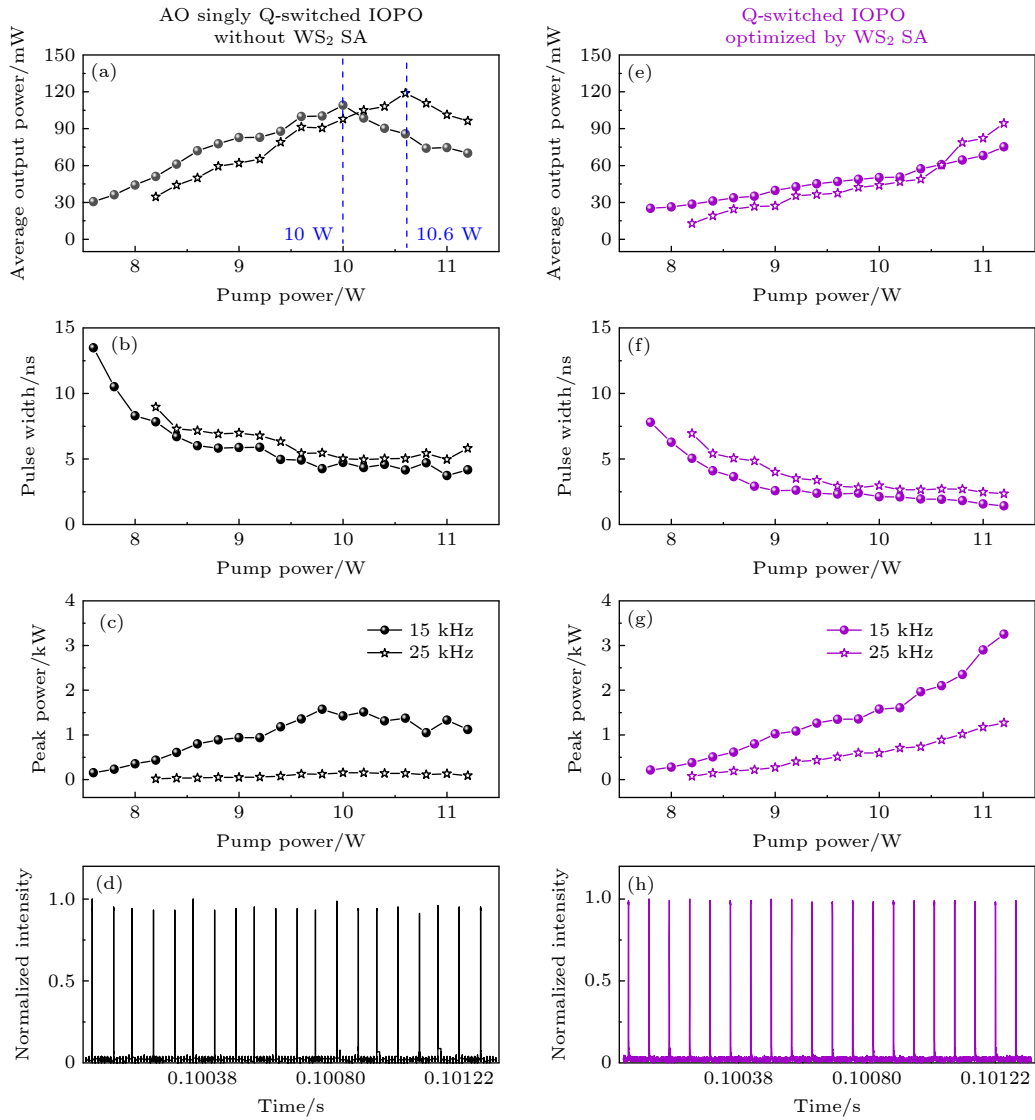 AO singly Q-switched IOPO
without WS₂ SA
Q-switched IOPO
optimized by WS₂ SA
(a)
Average output power/mW
150
120
90
60
30
0
10 W
10.6 W
8
9
10
11
Pump power/W
(e)
Average output power/mW
150
120
90
60
30
0
8
9
10
11
Pump power/W
(b)
Pulse width/ns
15
10
5
0
8
9
10
11
Pump power/W
(f)
Pulse width/ns
15
10
5
0
8
9
10
11
Pump power/W
(c)
Peak power/kW
4
3
2
1
0
15 kHz
25 kHz
8
9
10
11
Pump power/W
(g)
Peak power/kW
4
3
2
1
0
15 kHz
25 kHz
8
9
10
11
Pump power/W
(d)
Normalized intensity
1.0
0.5
0
0.10038
0.10080
0.10122
Time/s
(h)
Normalized intensity
1.0
0.5
0
0.10038
0.10080
0.10122
Time/s